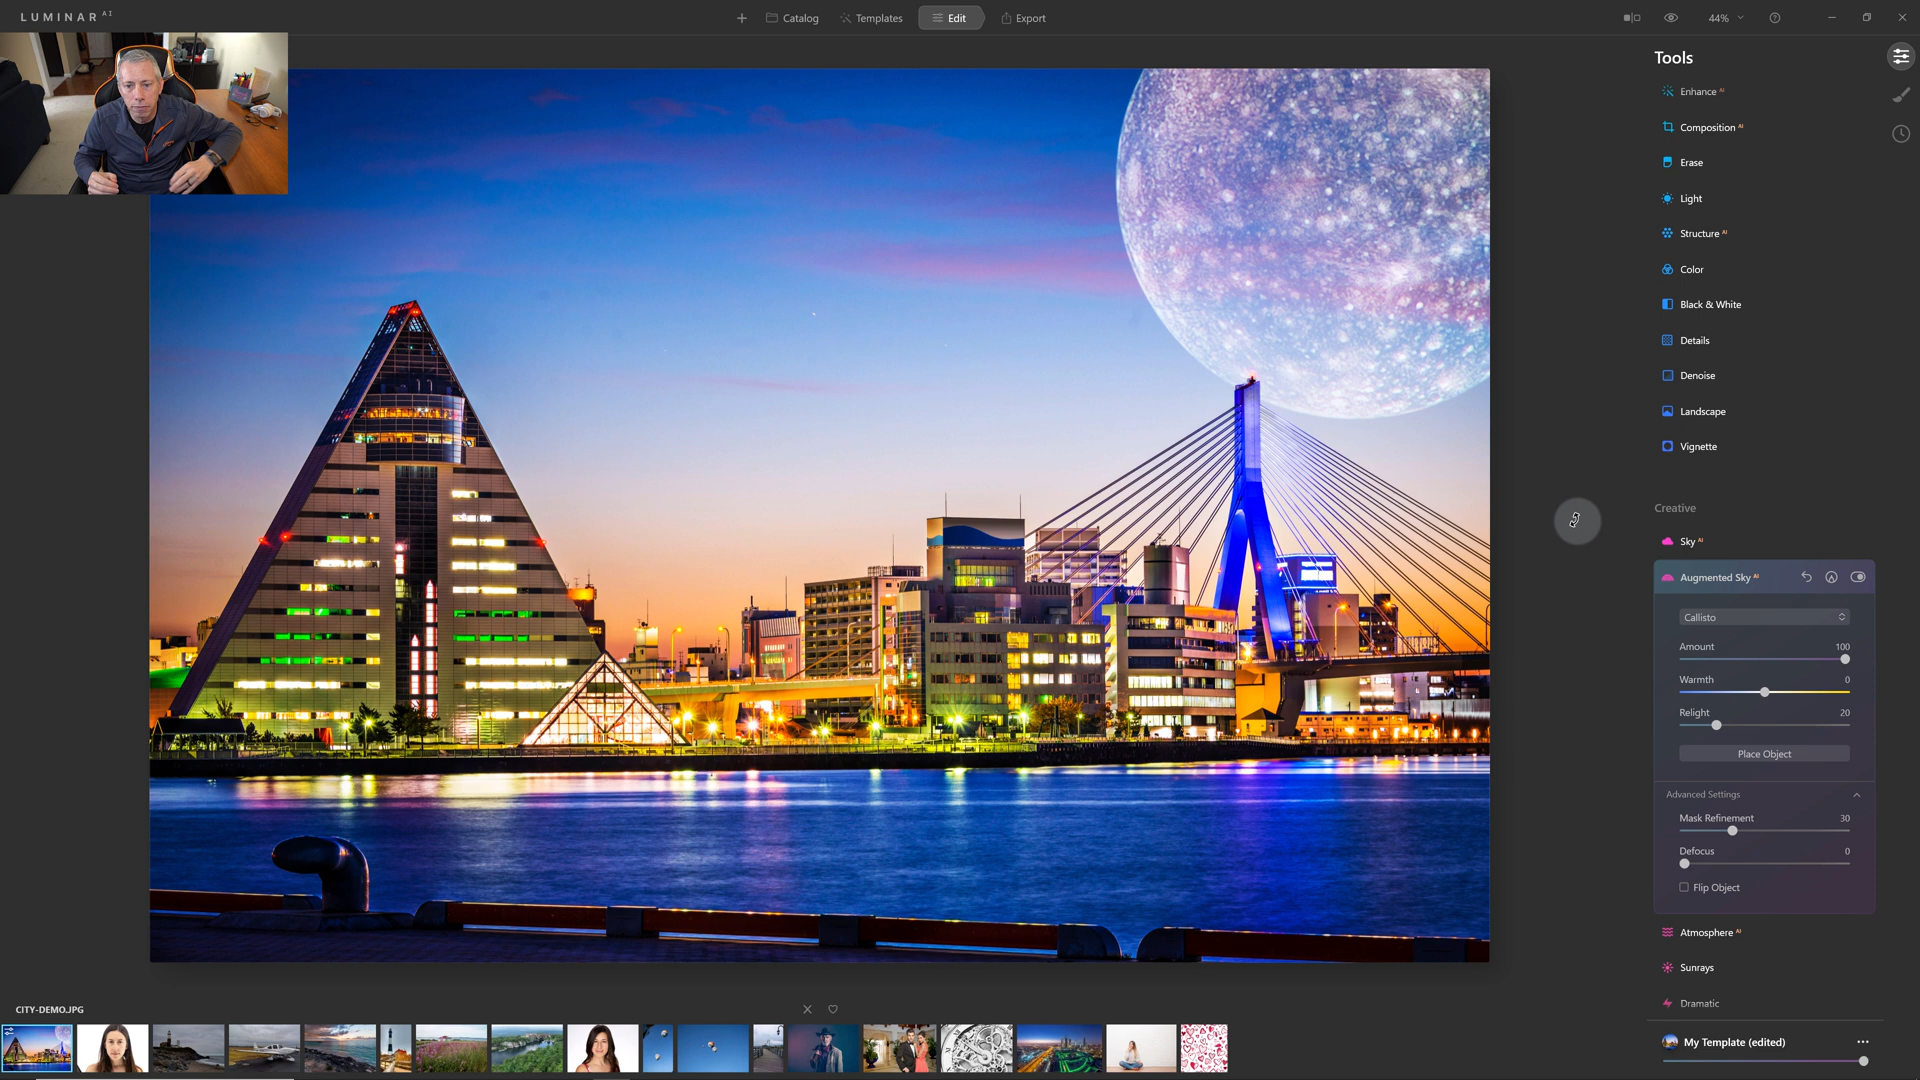 LUMINAR AI
Catalog
Templates
Edit
Export
44%
Tools
Enhance AI
Composition AI
Erase
Light
Structure AI
Color
Black & White
Details
Denoise
Landscape
Vignette
Creative
Sky AI
Augmented Sky AI
Callisto
Amount 100
Warmth 0
Relight 20
Place Object
Advanced Settings
Mask Refinement 30
Defocus 0
Flip Object
Atmosphere AI
Sunrays
Dramatic
CITY-DEMO.JPG
My Template (edited)